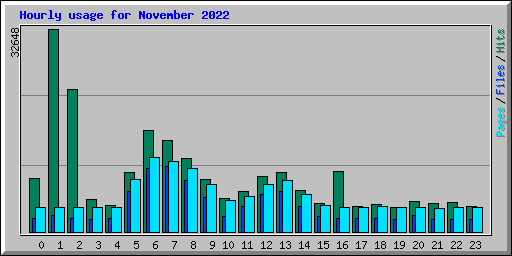 Hourly usage for November 2022
32648
Pages/Files/Hits
0 1 2 3 4 5 6 7 8 9 10 11 12 13 14 15 16 17 18 19 20 21 22 23